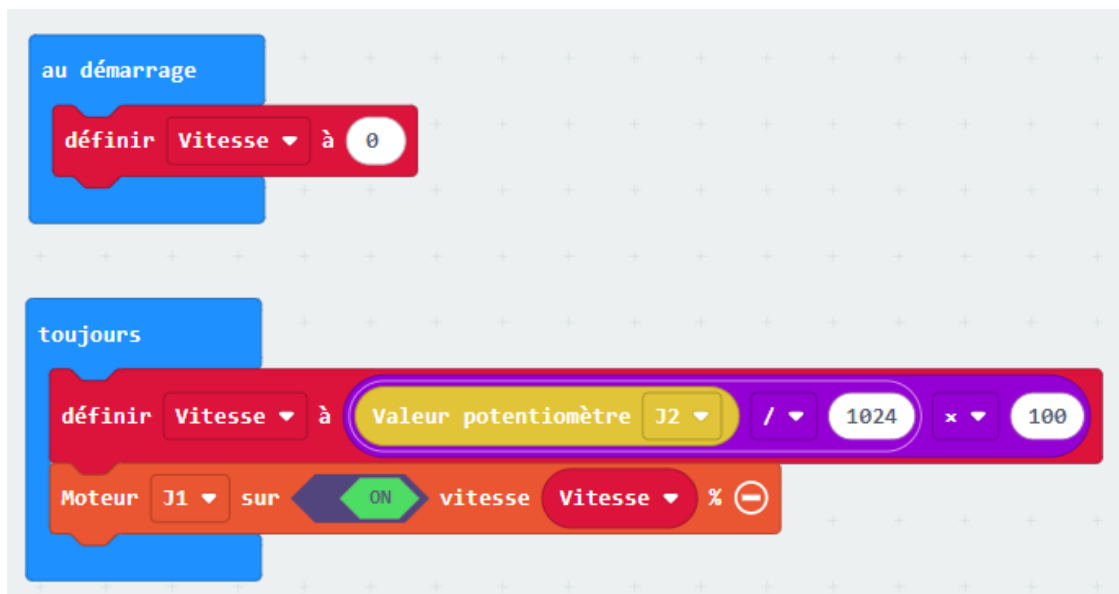 au démarrage
définir Vitesse à 0
toujours
définir Vitesse à Valeur potentiomètre J2 / 1024 x 100
Moteur J1 sur ON vitesse Vitesse %